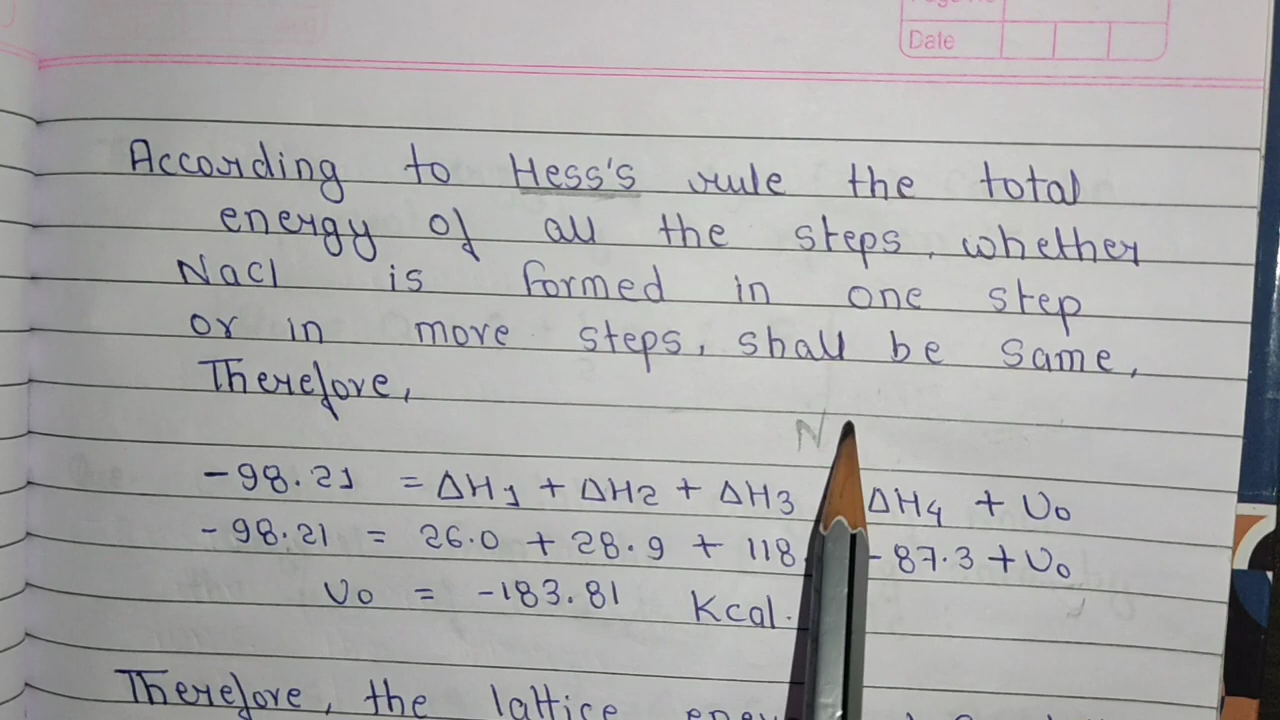 Date
According to Hess's rule the total
energy of all the steps, whether
NaCl is formed in one step
or in more steps, shall be same,
Therefore,
N
-98.21 = ΔH1 + ΔH2 + ΔH3 ΔH4 + U0
-98.21 = 26.0 + 28.9 + 118. - 87.3 + U0
U0 = -183.81 Kcal.
Therefore, the lattice